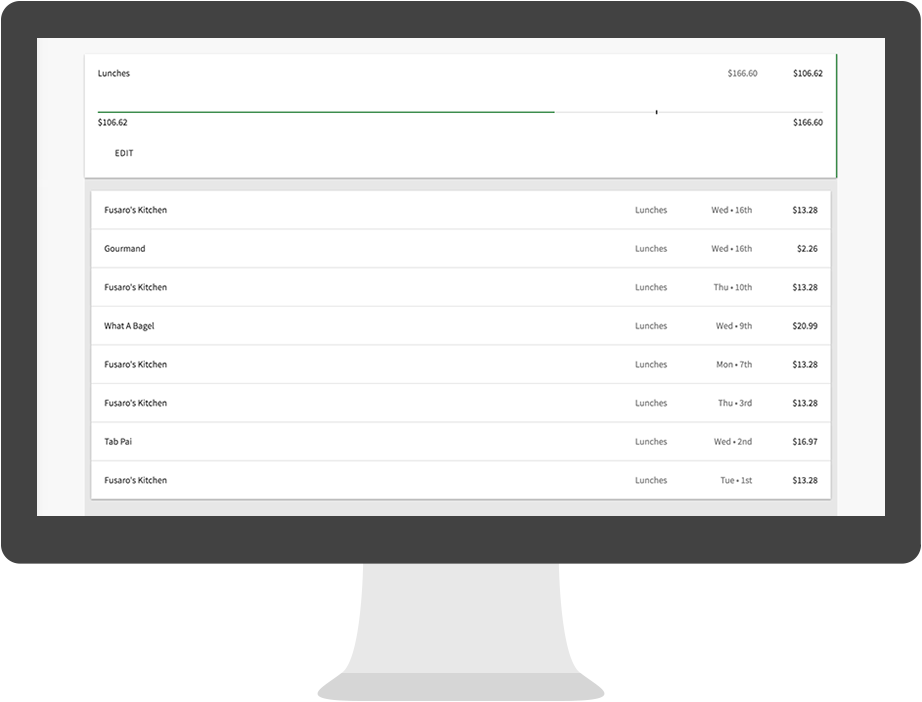 Lunches $166.60 $106.62
$106.62 $166.60
EDIT
Fusaro's Kitchen Lunches Wed • 16th $13.28
Gourmand Lunches Wed • 16th $2.26
Fusaro's Kitchen Lunches Thu • 10th $13.28
What A Bagel Lunches Wed • 9th $20.99
Fusaro's Kitchen Lunches Mon • 7th $13.28
Fusaro's Kitchen Lunches Thu • 3rd $13.28
Tab Pai Lunches Wed • 2nd $16.97
Fusaro's Kitchen Lunches Tue • 1st $13.28